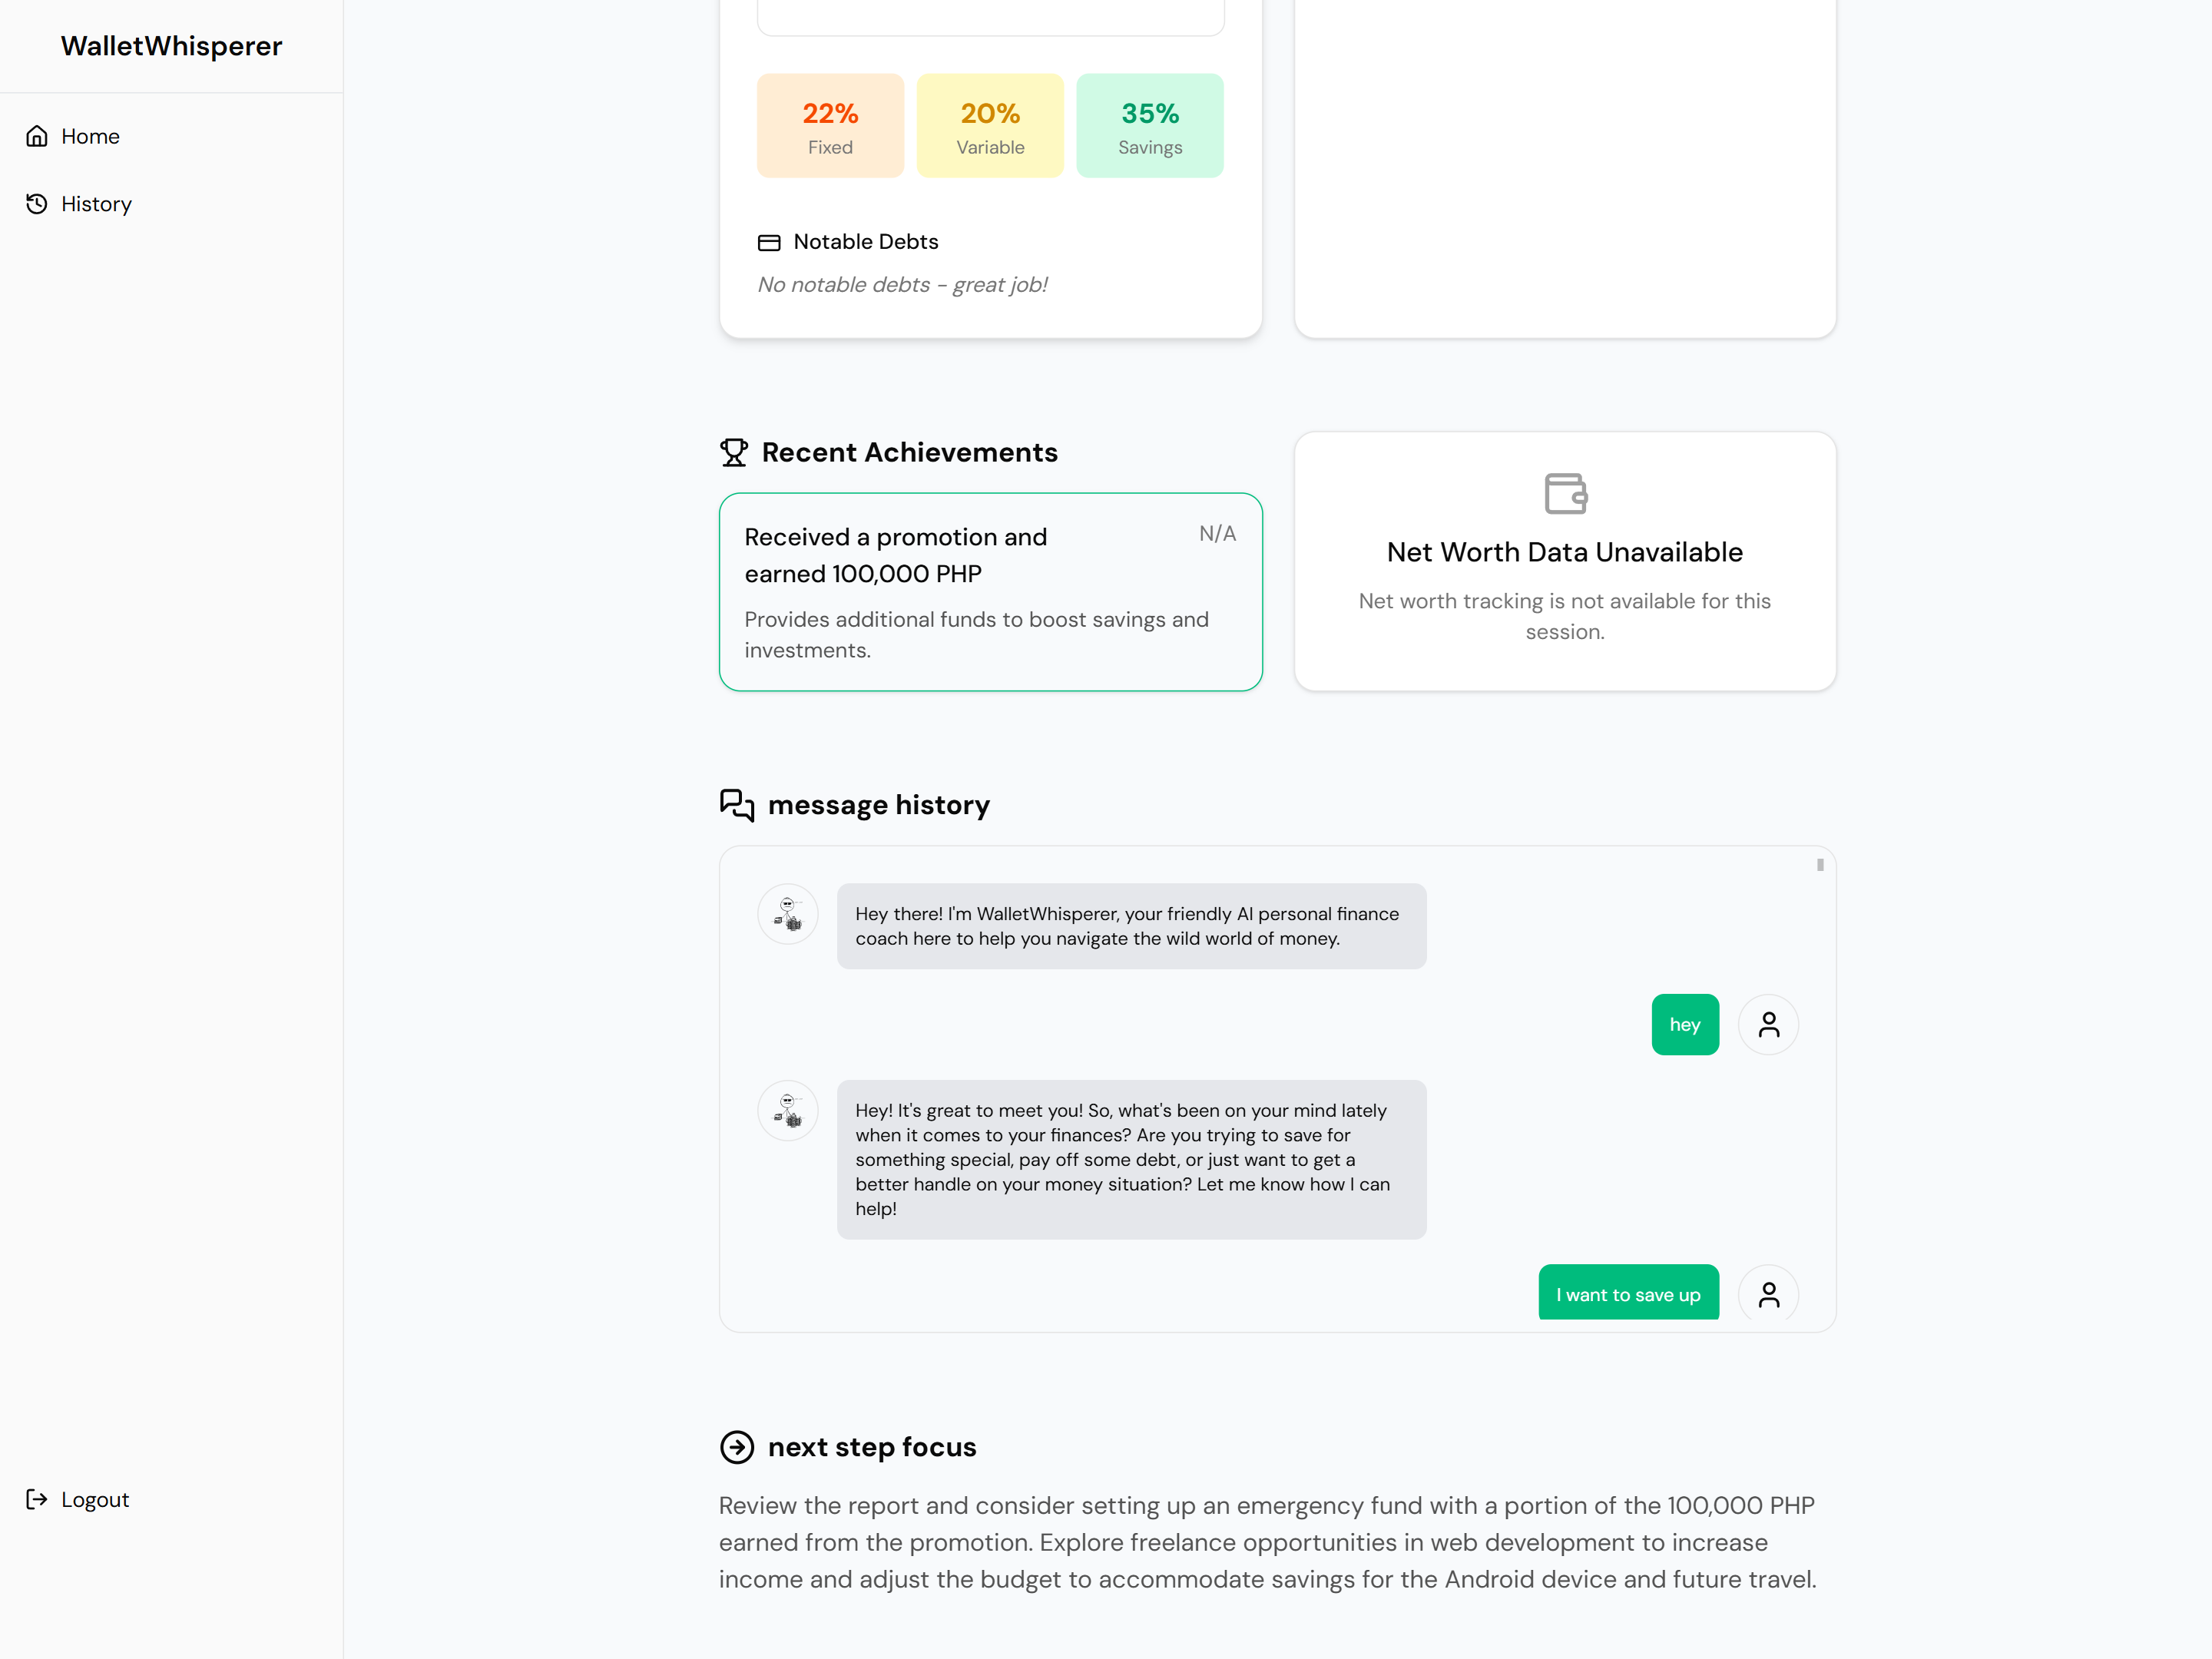 WalletWhisperer
Home
History
Logout
22%
Fixed
20%
Variable
35%
Savings
Notable Debts
No notable debts - great job!
Recent Achievements
Received a promotion and
earned 100,000 PHP
N/A
Provides additional funds to boost savings and
investments.
Net Worth Data Unavailable
Net worth tracking is not available for this
session.
message history
Hey there! I'm WalletWhisperer, your friendly AI personal finance
coach here to help you navigate the wild world of money.
hey
Hey! It's great to meet you! So, what's been on your mind lately
when it comes to your finances? Are you trying to save for
something special, pay off some debt, or just want to get a
better handle on your money situation? Let me know how I can
help!
I want to save up
next step focus
Review the report and consider setting up an emergency fund with a portion of the 100,000 PHP
earned from the promotion. Explore freelance opportunities in web development to increase
income and adjust the budget to accommodate savings for the Android device and future travel.